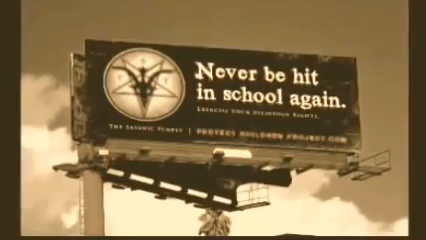 Never be hit
in school again.
EXERCISE YOUR RELIGIOUS RIGHTS.
THE SATANIC TEMPLE | PROTECT CHILDREN PROJECT.COM